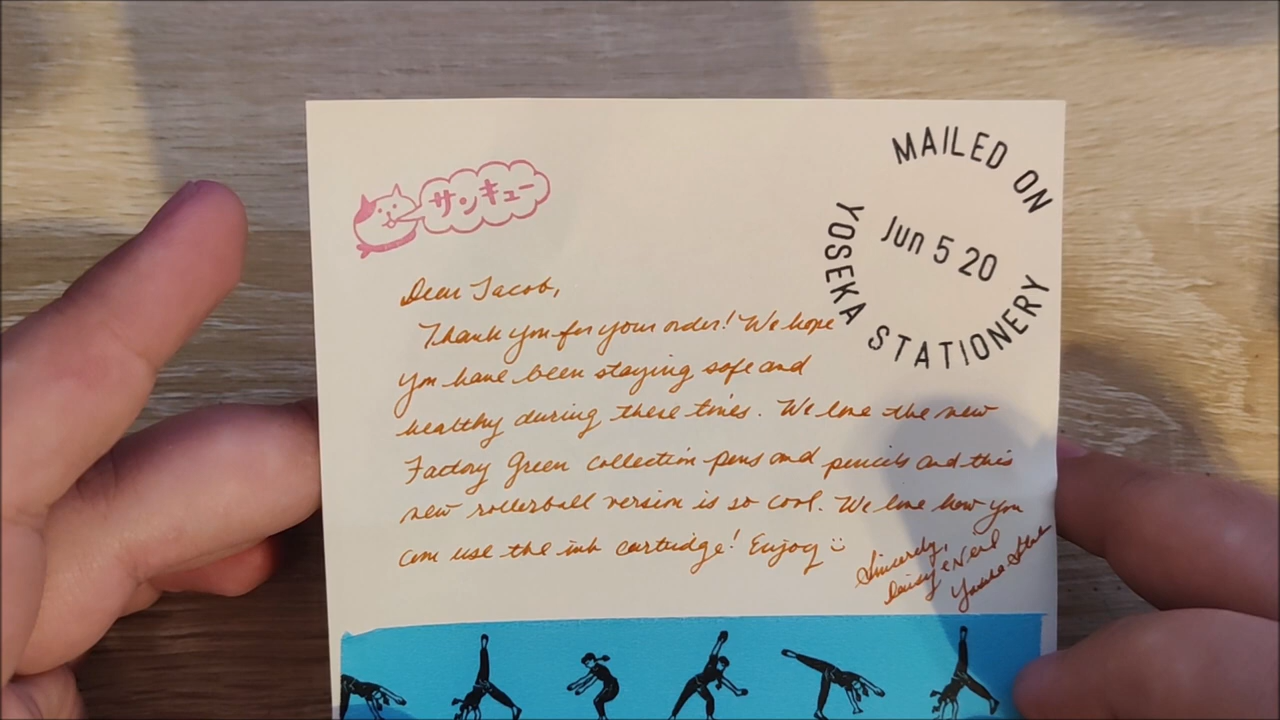 サンキュー
MAILED ON
Jun 5 20
YOSEKA STATIONERY
Dear Jacob,
Thank you for your order! We hope
you have been staying safe and
healthy during these times. We love the new
Factory Green collection pens and pencils and this
new rollerball version is so cool. We love how you
can use the ink cartridge! Enjoy :)
Sincerely,
Daisy & Neil
Yoseka Stat